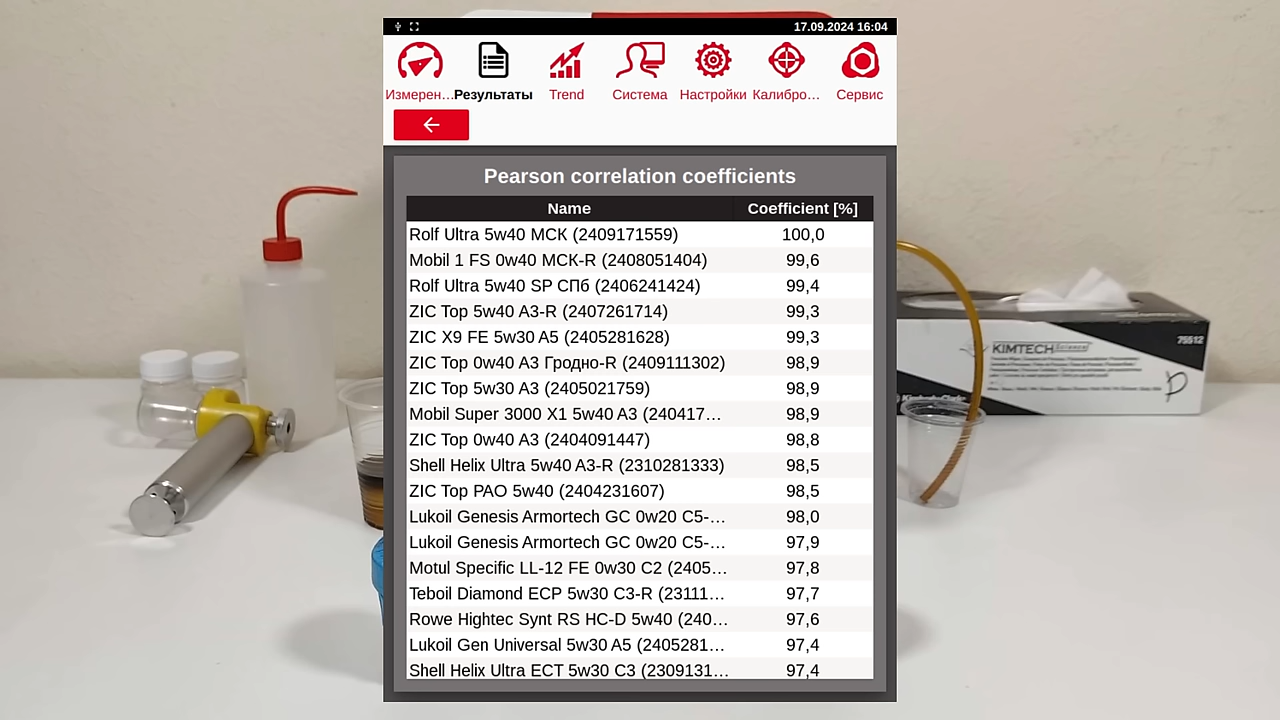 17.09.2024 16:04
Измерен… Результаты Trend Система Настройки Калибро… Сервис
Pearson correlation coefficients
Name Coefficient [%]
Rolf Ultra 5w40 МСК (2409171559) 100,0
Mobil 1 FS 0w40 МСК-R (2408051404) 99,6
Rolf Ultra 5w40 SP СПб (2406241424) 99,4
ZIC Top 5w40 A3-R (2407261714) 99,3
ZIC X9 FE 5w30 A5 (2405281628) 99,3
ZIC Top 0w40 A3 Гродно-R (2409111302) 98,9
ZIC Top 5w30 A3 (2405021759) 98,9
Mobil Super 3000 X1 5w40 A3 (240417… 98,9
ZIC Top 0w40 A3 (2404091447) 98,8
Shell Helix Ultra 5w40 A3-R (2310281333) 98,5
ZIC Top PAO 5w40 (2404231607) 98,5
Lukoil Genesis Armortech GC 0w20 C5-… 98,0
Lukoil Genesis Armortech GC 0w20 C5-… 97,9
Motul Specific LL-12 FE 0w30 C2 (2405… 97,8
Teboil Diamond ECP 5w30 C3-R (23111… 97,7
Rowe Hightec Synt RS HC-D 5w40 (240… 97,6
Lukoil Gen Universal 5w30 A5 (2405281… 97,4
Shell Helix Ultra ECT 5w30 C3 (2309131… 97,4
KIMTECH Science
75512
Kimberly-Clark
P